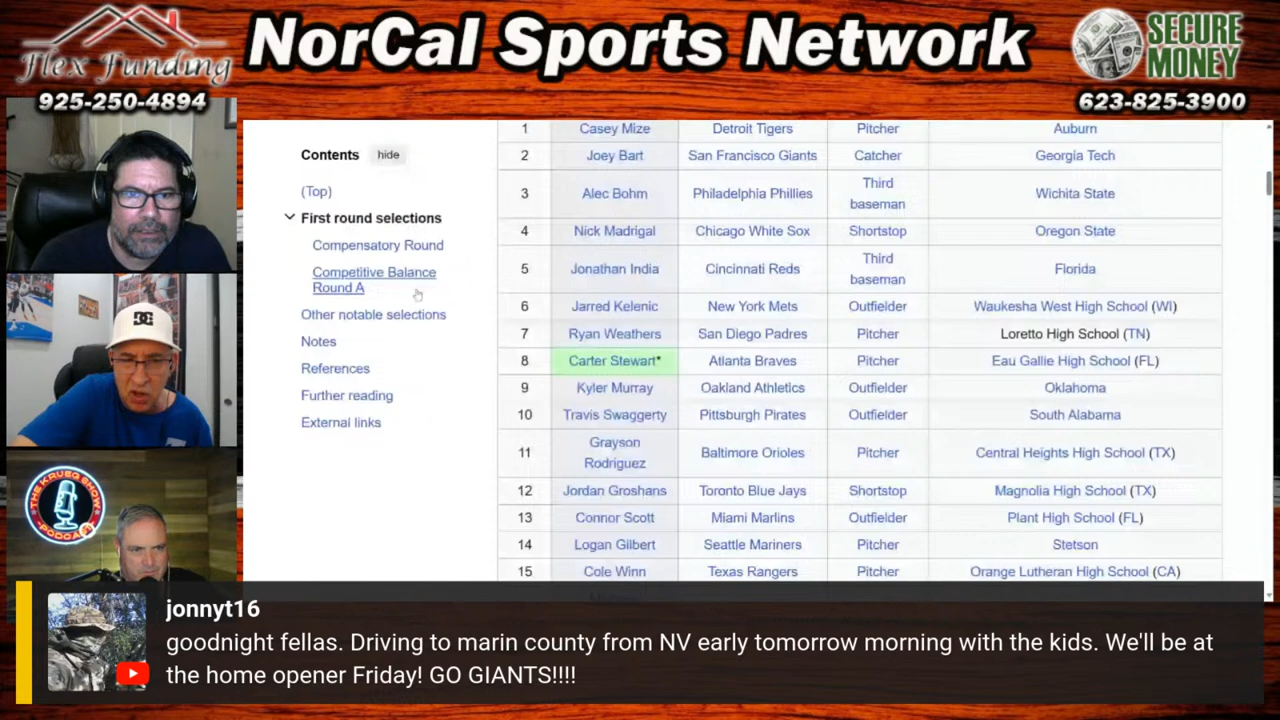 Flex Funding
925-250-4894
NorCal Sports Network
SECURE
MONEY
623-825-3900
THE KRUEG SHOW
PODCAST
DC
Contents hide
(Top)
First round selections
Compensatory Round
Competitive Balance
Round A
Other notable selections
Notes
References
Further reading
External links
1 Casey Mize Detroit Tigers Pitcher Auburn
2 Joey Bart San Francisco Giants Catcher Georgia Tech
3 Alec Bohm Philadelphia Phillies Third baseman Wichita State
4 Nick Madrigal Chicago White Sox Shortstop Oregon State
5 Jonathan India Cincinnati Reds Third baseman Florida
6 Jarred Kelenic New York Mets Outfielder Waukesha West High School (WI)
7 Ryan Weathers San Diego Padres Pitcher Loretto High School (TN)
8 Carter Stewart* Atlanta Braves Pitcher Eau Gallie High School (FL)
9 Kyler Murray Oakland Athletics Outfielder Oklahoma
10 Travis Swaggerty Pittsburgh Pirates Outfielder South Alabama
11 Grayson Rodriguez Baltimore Orioles Pitcher Central Heights High School (TX)
12 Jordan Groshans Toronto Blue Jays Shortstop Magnolia High School (TX)
13 Connor Scott Miami Marlins Outfielder Plant High School (FL)
14 Logan Gilbert Seattle Mariners Pitcher Stetson
15 Cole Winn Texas Rangers Pitcher Orange Lutheran High School (CA)
jonnyt16
goodnight fellas. Driving to marin county from NV early tomorrow morning with the kids. We'll be at
the home opener Friday! GO GIANTS!!!!